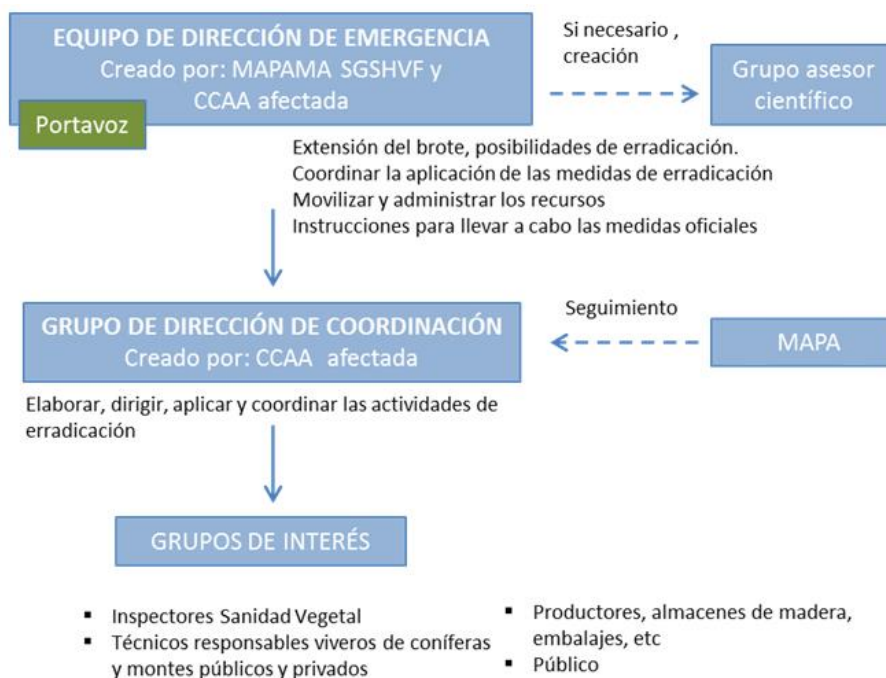 EQUIPO DE DIRECCIÓN DE EMERGENCIA
Creado por: MAPAMA SGSHVF y
CCAA afectada
Portavoz
Si necesario ,
creación
Grupo asesor
científico
Extensión del brote, posibilidades de erradicación.
Coordinar la aplicación de las medidas de erradicación
Movilizar y administrar los recursos
Instrucciones para llevar a cabo las medidas oficiales
GRUPO DE DIRECCIÓN DE COORDINACIÓN
Creado por: CCAA afectada
Seguimiento
MAPA
Elaborar, dirigir, aplicar y coordinar las actividades de
erradicación
GRUPOS DE INTERÉS
▪ Inspectores Sanidad Vegetal
▪ Técnicos responsables viveros de coníferas
y montes públicos y privados
▪ Productores, almacenes de madera,
embalajes, etc
▪ Público